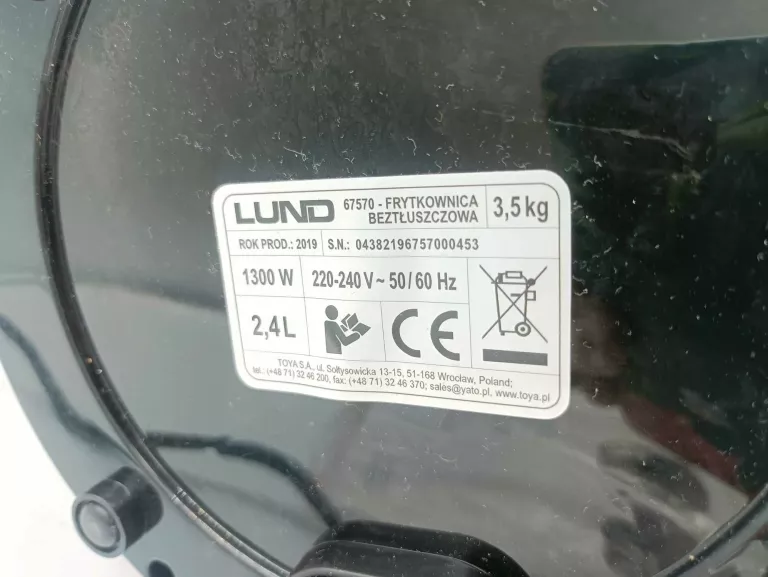 LUND 67570 - FRYTKOWNICA BEZTŁUSZCZOWA 3,5 kg
ROK PROD.: 2019 S.N.: 04382196757000453
1300 W 220-240 V ~ 50/60 Hz
2,4 L CE
TOYA S.A., ul. Sołtysowicka 13-15, 51-168 Wrocław, Poland;
tel.: (+48 71) 32 46 200, fax: (+48 71) 32 46 370; sales@yato.pl, www.toya.pl